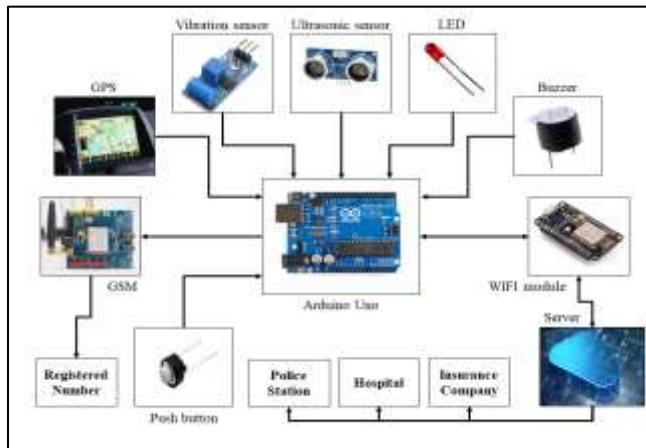 Vibration sensor
Ultrasonic sensor
LED
GPS
Buzzer
GSM
Arduino Uno
WIFI module
Server
Registered
Number
Push button
Police
Station
Hospital
Insurance
Company